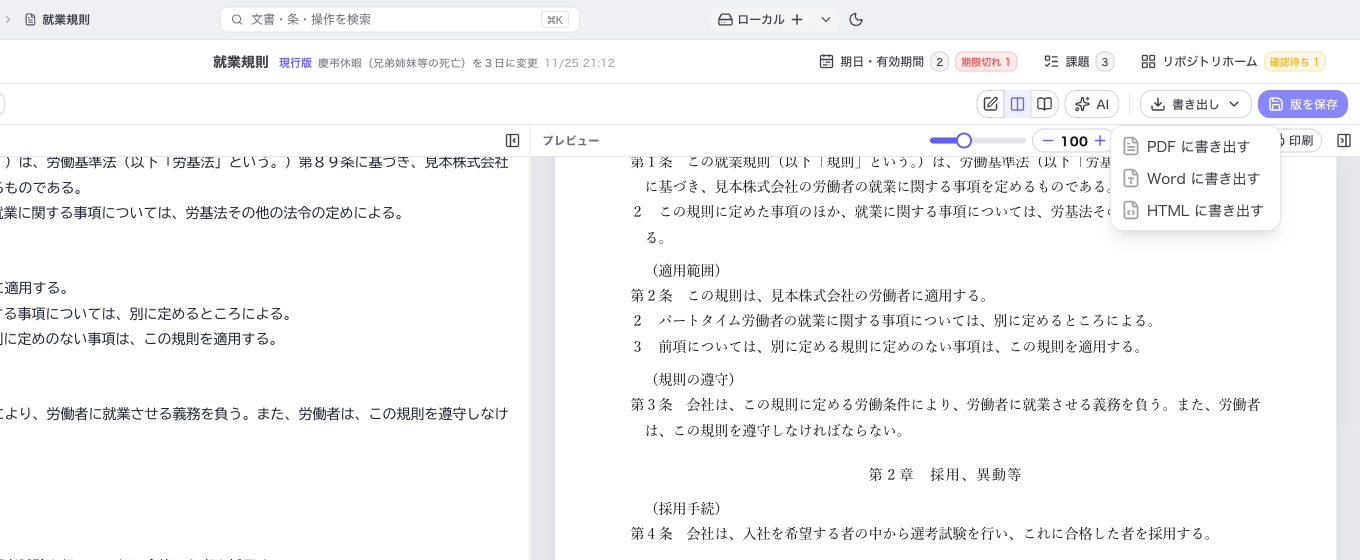 就業規則
文書・条・操作を検索
⌘K
ローカル
就業規則 現行版 慶弔休暇（兄弟姉妹等の死亡）を３日に変更 11/25 21:12
期日・有効期間 2 期限切れ 1
課題 3
リポジトリホーム 確認待ち 1
AI
書き出し
版を保存
PDF に書き出す
Word に書き出す
HTML に書き出す
）は、労働基準法（以下「労基法」という。）第８９条に基づき、見本株式会社
ものである。
就業に関する事項については、労基法その他の法令の定めによる。
に適用する。
する事項については、別に定めるところによる。
に定めのない事項は、この規則を適用する。
により、労働者に就業させる義務を負う。また、労働者は、この規則を遵守しなけ
プレビュー
100
印刷
第１条　この就業規則（以下「規則」という。）は、労働基準法（以下「労基
に基づき、見本株式会社の労働者の就業に関する事項を定めるものである。
２　この規則に定めた事項のほか、就業に関する事項については、労基法そ
る。
（適用範囲）
第２条　この規則は、見本株式会社の労働者に適用する。
２　パートタイム労働者の就業に関する事項については、別に定めるところによる。
３　前項については、別に定める規則に定めのない事項は、この規則を適用する。
（規則の遵守）
第３条　会社は、この規則に定める労働条件により、労働者に就業させる義務を負う。また、労働者
は、この規則を遵守しなければならない。
第２章　採用、異動等
（採用手続）
第４条　会社は、入社を希望する者の中から選考試験を行い、これに合格した者を採用する。